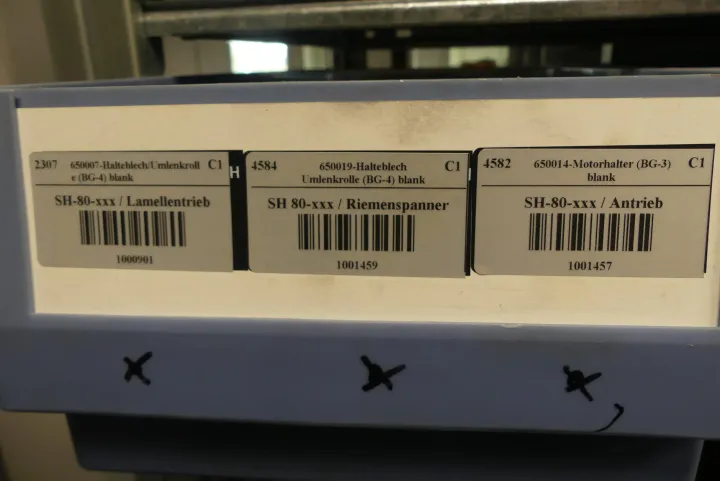 2307 650007-Halteblech/Umlenkroll C1
e (BG-4) blank
SH-80-xxx / Lamellentrieb
1000901
H
4584 650019-Halteblech C1
Umlenkrolle (BG-4) blank
SH 80-xxx / Riemenspanner
1001459
4582 650014-Motorhalter (BG-3) C1
blank
SH-80-xxx / Antrieb
1001457